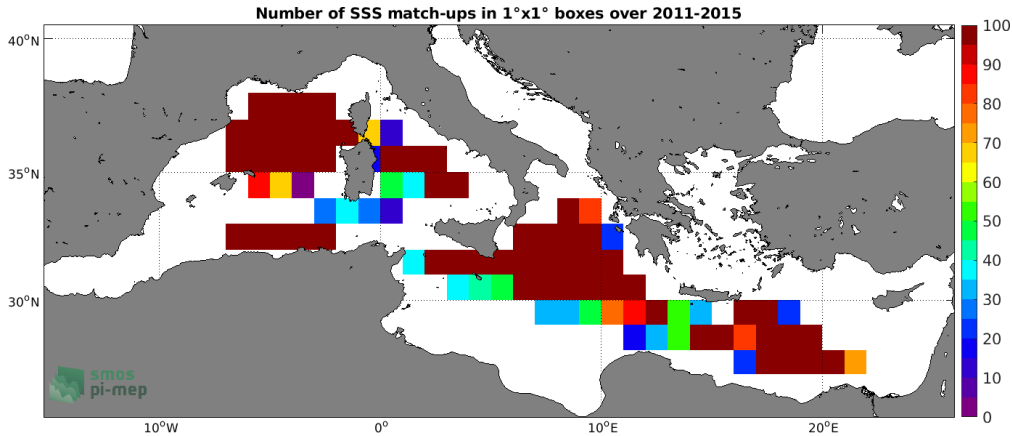 Number of SSS match-ups in 1°x1° boxes over 2011-2015
40°N
35°N
30°N
10°W
0°
10°E
20°E
100
90
80
70
60
50
40
30
20
10
0
smos
pi-mep